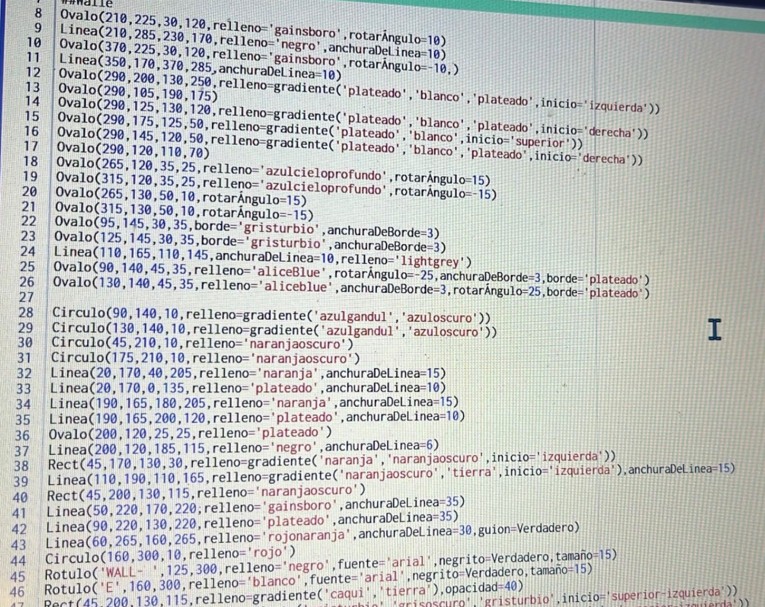 ##Walle
8 Ovalo(210,225,30,120,relleno='gainsboro',rotarÁngulo=10)
9 Linea(210,285,230,170,relleno='negro',anchuraDeLinea=10)
10 Ovalo(370,225,30,120,relleno='gainsboro',rotarÁngulo=-10,)
11 Linea(350,170,370,285,anchuraDeLinea=10)
12 Ovalo(290,200,130,250,relleno=gradiente('plateado','blanco','plateado',inicio='izquierda'))
13 Ovalo(290,105,190,175)
14 Ovalo(290,125,130,120,relleno=gradiente('plateado','blanco','plateado',inicio='derecha'))
15 Ovalo(290,175,125,50,relleno=gradiente('plateado','blanco',inicio='superior'))
16 Ovalo(290,145,120,50,relleno=gradiente('plateado','blanco','plateado',inicio='derecha'))
17 Ovalo(290,120,110,70)
18 Ovalo(265,120,35,25,relleno='azulcieloprofundo',rotarÁngulo=15)
19 Ovalo(315,120,35,25,relleno='azulcieloprofundo',rotarÁngulo=-15)
20 Ovalo(265,130,50,10,rotarÁngulo=15)
21 Ovalo(315,130,50,10,rotarÁngulo=-15)
22 Ovalo(95,145,30,35,borde='gristurbio',anchuraDeBorde=3)
23 Ovalo(125,145,30,35,borde='gristurbio',anchuraDeBorde=3)
24 Linea(110,165,110,145,anchuraDeLinea=10,relleno='lightgrey')
25 Ovalo(90,140,45,35,relleno='aliceBlue',rotarÁngulo=-25,anchuraDeBorde=3,borde='plateado')
26 Ovalo(130,140,45,35,relleno='aliceblue',anchuraDeBorde=3,rotarÁngulo=25,borde='plateado')
27
28 Circulo(90,140,10,relleno=gradiente('azulgandul','azuloscuro'))
29 Circulo(130,140,10,relleno=gradiente('azulgandul','azuloscuro'))
30 Circulo(45,210,10,relleno='naranjaoscuro')
31 Circulo(175,210,10,relleno='naranjaoscuro')
32 Linea(20,170,40,205,relleno='naranja',anchuraDeLinea=15)
33 Linea(20,170,0,135,relleno='plateado',anchuraDeLinea=10)
34 Linea(190,165,180,205,relleno='naranja',anchuraDeLinea=15)
35 Linea(190,165,200,120,relleno='plateado',anchuraDeLinea=10)
36 Ovalo(200,120,25,25,relleno='plateado')
37 Linea(200,120,185,115,relleno='negro',anchuraDeLinea=6)
38 Rect(45,170,130,30,relleno=gradiente('naranja','naranjaoscuro',inicio='izquierda'))
39 Linea(110,190,110,165,relleno=gradiente('naranjaoscuro','tierra',inicio='izquierda'),anchuraDeLinea=15)
40 Rect(45,200,130,115,relleno='naranjaoscuro')
41 Linea(50,220,170,220,relleno='gainsboro',anchuraDeLinea=35)
42 Linea(90,220,130,220,relleno='plateado',anchuraDeLinea=35)
43 Linea(60,265,160,265,relleno='rojonaranja',anchuraDeLinea=30,guion=Verdadero)
44 Circulo(160,300,10,relleno='rojo')
45 Rotulo('WALL- ',125,300,relleno='negro',fuente='arial',negrito=Verdadero,tamaño=15)
46 Rotulo('E',160,300,relleno='blanco',fuente='arial',negrito=Verdadero,tamaño=15)
Rect(45,200,130,115,relleno=gradiente('caqui','tierra'),opacidad=40)
'grisoscuro','gristurbio',inicio='superior-izquierda'))